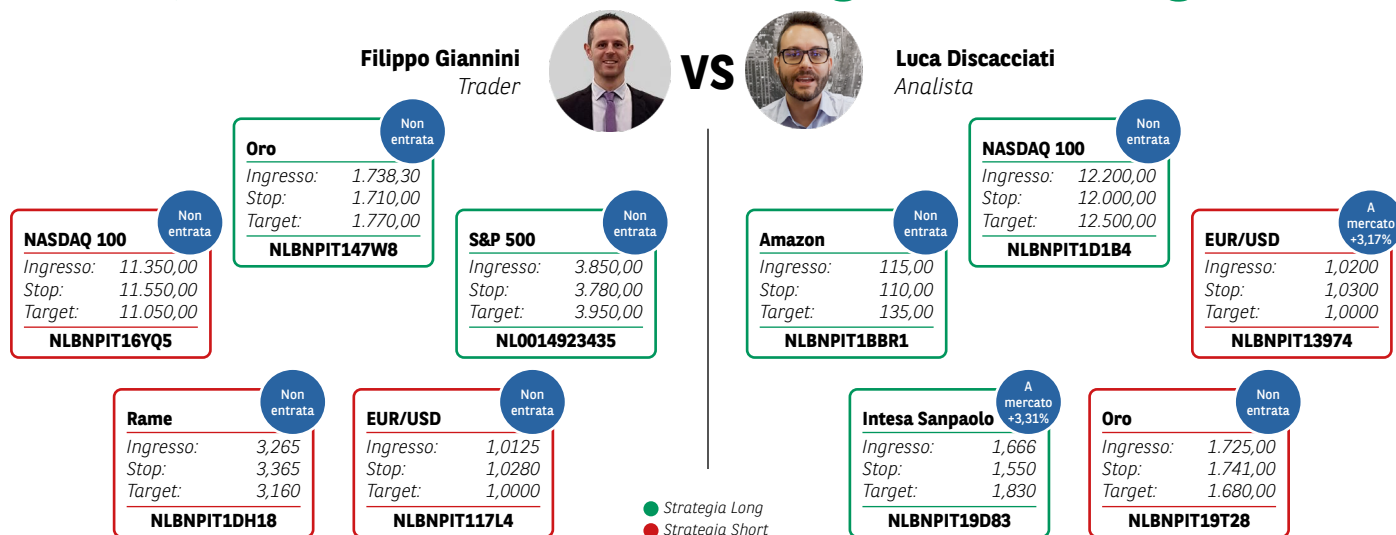 Filippo Giannini
Trader
VS
Luca Discacciati
Analista
Non
entrata
Oro
Ingresso: 1.738,30
Stop: 1.710,00
Target: 1.770,00
NLBNPIT147W8
Non
entrata
NASDAQ 100
Ingresso: 11.350,00
Stop: 11.550,00
Target: 11.050,00
NLBNPIT16YQ5
Non
entrata
S&P 500
Ingresso: 3.850,00
Stop: 3.780,00
Target: 3.950,00
NL0014923435
Non
entrata
Rame
Ingresso: 3,265
Stop: 3,365
Target: 3,160
NLBNPIT1DH18
Non
entrata
EUR/USD
Ingresso: 1,0125
Stop: 1,0280
Target: 1,0000
NLBNPIT117L4
Non
entrata
NASDAQ 100
Ingresso: 12.200,00
Stop: 12.000,00
Target: 12.500,00
NLBNPIT1D1B4
Non
entrata
Amazon
Ingresso: 115,00
Stop: 110,00
Target: 135,00
NLBNPIT1BBR1
A
mercato
+3,17%
EUR/USD
Ingresso: 1,0200
Stop: 1,0300
Target: 1,0000
NLBNPIT13974
A
mercato
+3,31%
Intesa Sanpaolo
Ingresso: 1,666
Stop: 1,550
Target: 1,830
NLBNPIT19D83
Non
entrata
Oro
Ingresso: 1.725,00
Stop: 1.741,00
Target: 1.680,00
NLBNPIT19T28
Strategia Long
Strategia Short